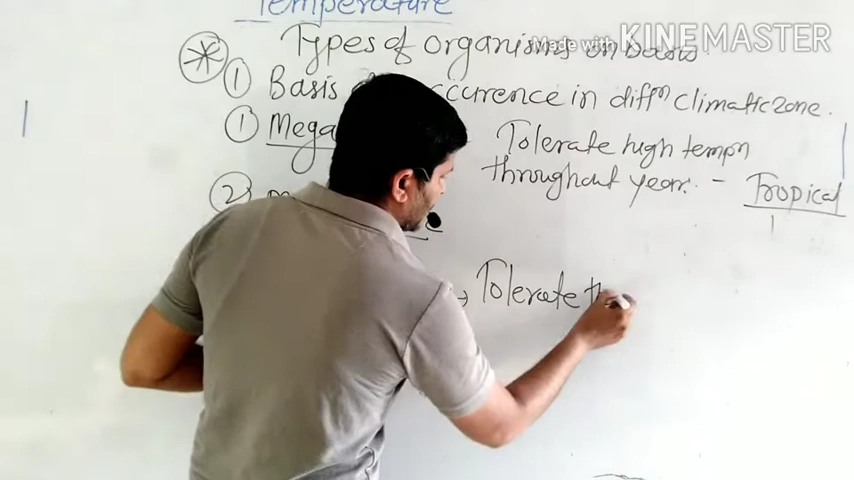 Temperature
Types of organisms on basis
Made with KINEMASTER
① Basis occurrence in diffn climatic zone.
① Mega
Tolerate high tempn
throughout year. - Tropical
②
→ Tolerate th